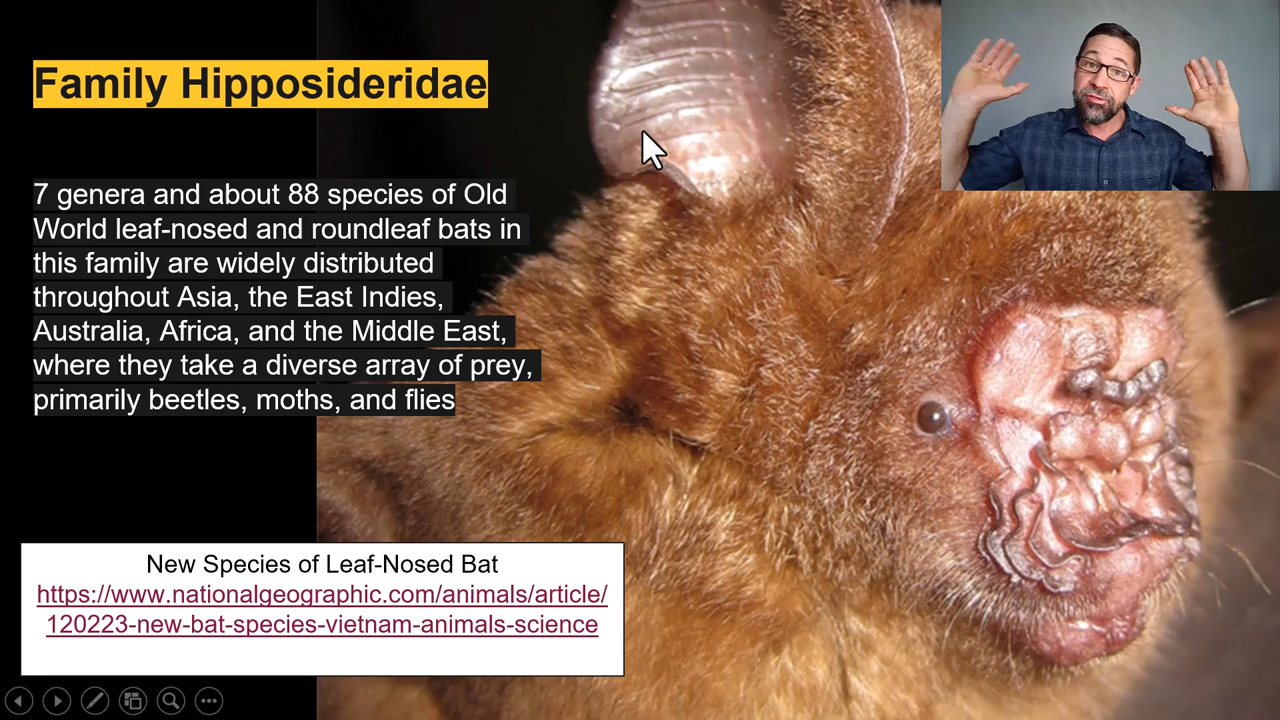 Family Hipposideridae
7 genera and about 88 species of Old
World leaf-nosed and roundleaf bats in
this family are widely distributed
throughout Asia, the East Indies,
Australia, Africa, and the Middle East,
where they take a diverse array of prey,
primarily beetles, moths, and flies
New Species of Leaf-Nosed Bat
https://www.nationalgeographic.com/animals/article/
120223-new-bat-species-vietnam-animals-science